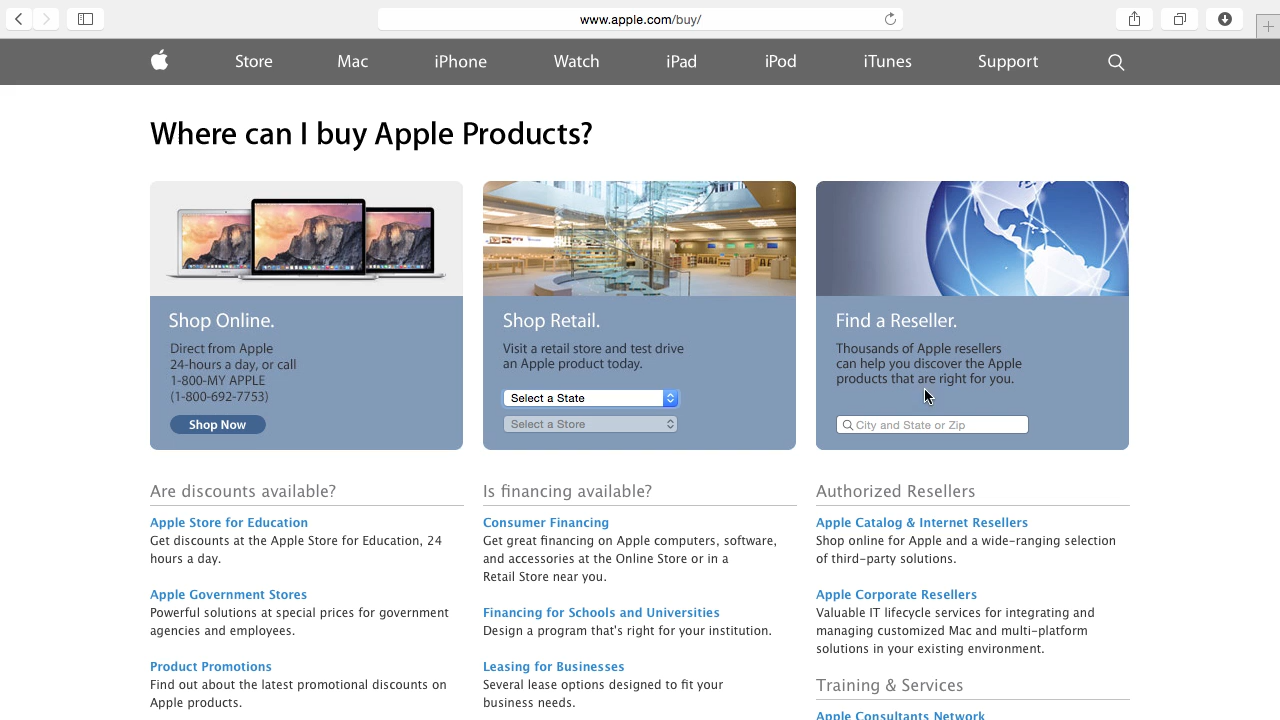 www.apple.com/buy/
Store Mac iPhone Watch iPad iPod iTunes Support
Where can I buy Apple Products?
Shop Online.
Direct from Apple
24-hours a day, or call
1-800-MY APPLE
(1-800-692-7753)
Shop Now
Shop Retail.
Visit a retail store and test drive
an Apple product today.
Select a State
Select a Store
Find a Reseller.
Thousands of Apple resellers
can help you discover the Apple
products that are right for you.
City and State or Zip
Are discounts available?
Apple Store for Education
Get discounts at the Apple Store for Education, 24
hours a day.
Apple Government Stores
Powerful solutions at special prices for government
agencies and employees.
Product Promotions
Find out about the latest promotional discounts on
Apple products.
Is financing available?
Consumer Financing
Get great financing on Apple computers, software,
and accessories at the Online Store or in a
Retail Store near you.
Financing for Schools and Universities
Design a program that's right for your institution.
Leasing for Businesses
Several lease options designed to fit your
business needs.
Authorized Resellers
Apple Catalog & Internet Resellers
Shop online for Apple and a wide-ranging selection
of third-party solutions.
Apple Corporate Resellers
Valuable IT lifecycle services for integrating and
managing customized Mac and multi-platform
solutions in your existing environment.
Training & Services
Apple Consultants Network